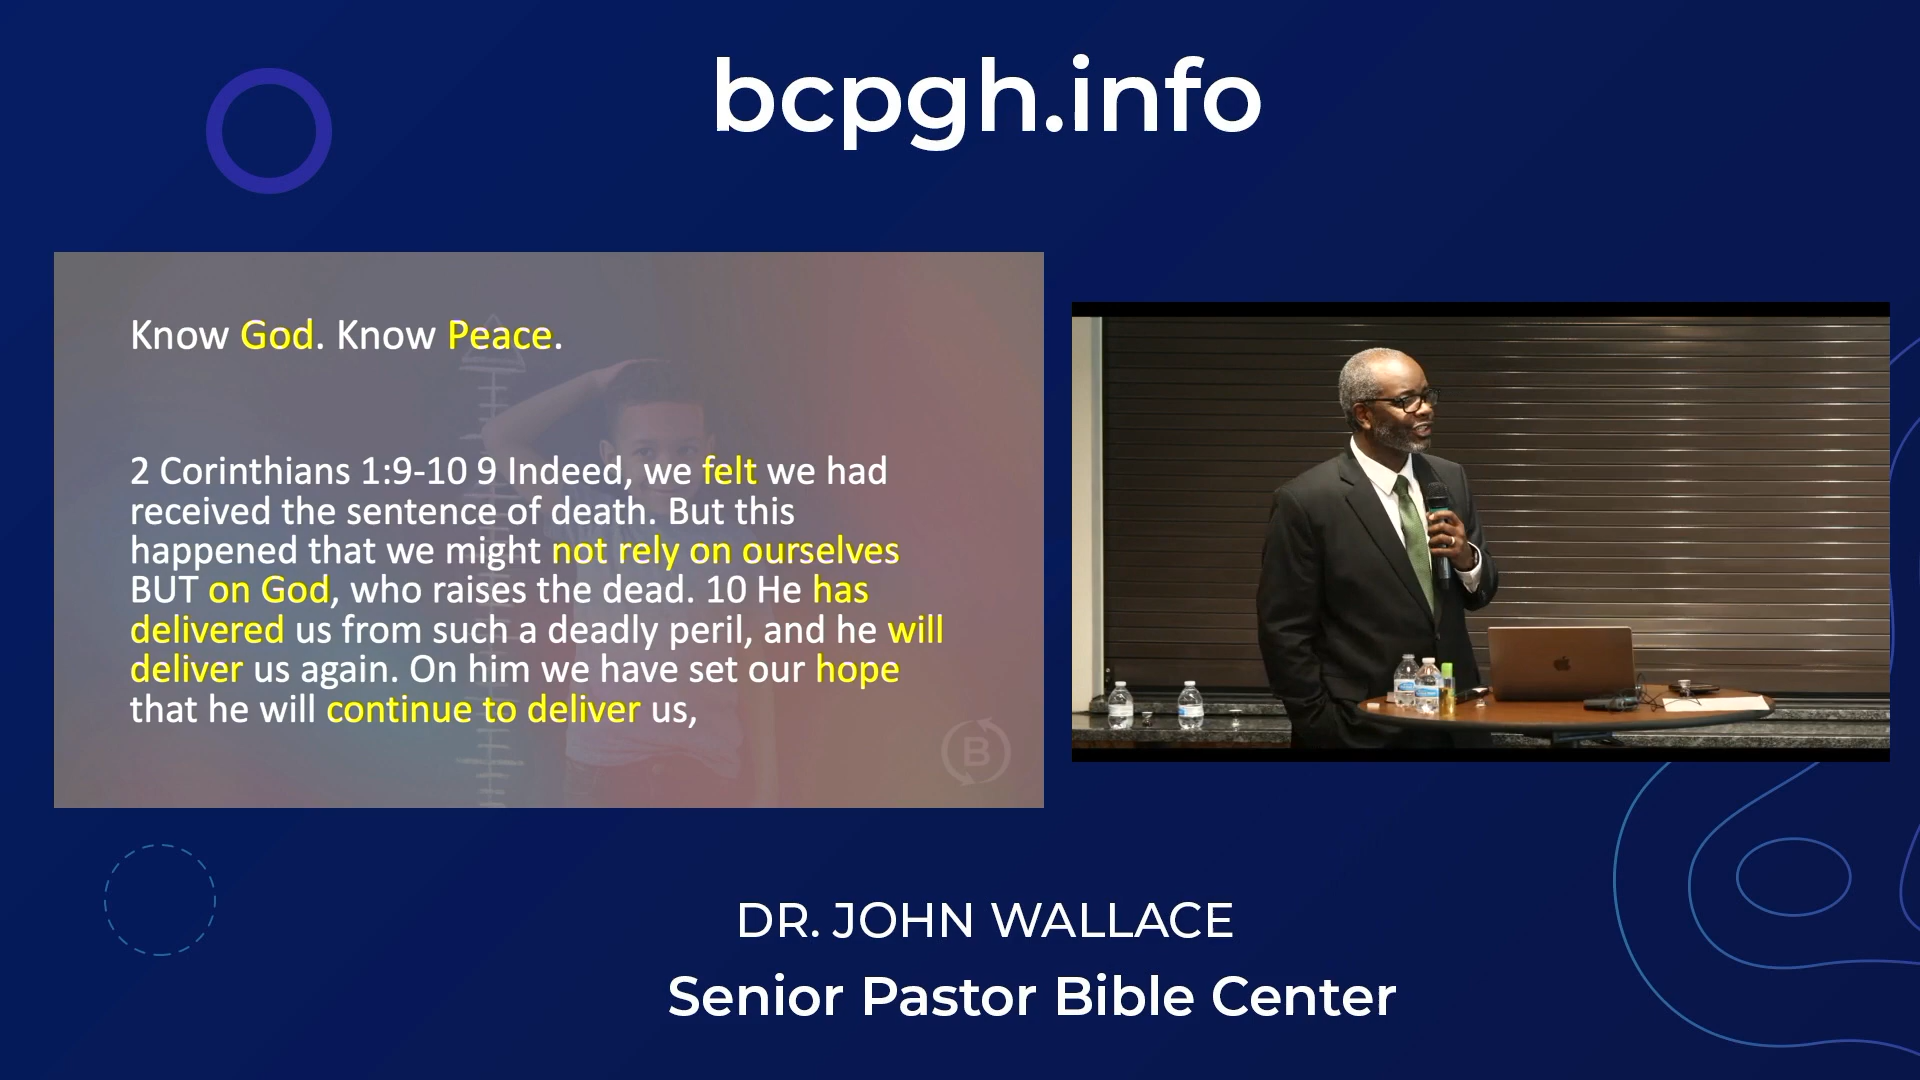 bcpgh.info
Know God. Know Peace.
2 Corinthians 1:9-10 9 Indeed, we felt we had
received the sentence of death. But this
happened that we might not rely on ourselves
BUT on God, who raises the dead. 10 He has
delivered us from such a deadly peril, and he will
deliver us again. On him we have set our hope
that he will continue to deliver us,
B
DR. JOHN WALLACE
Senior Pastor Bible Center